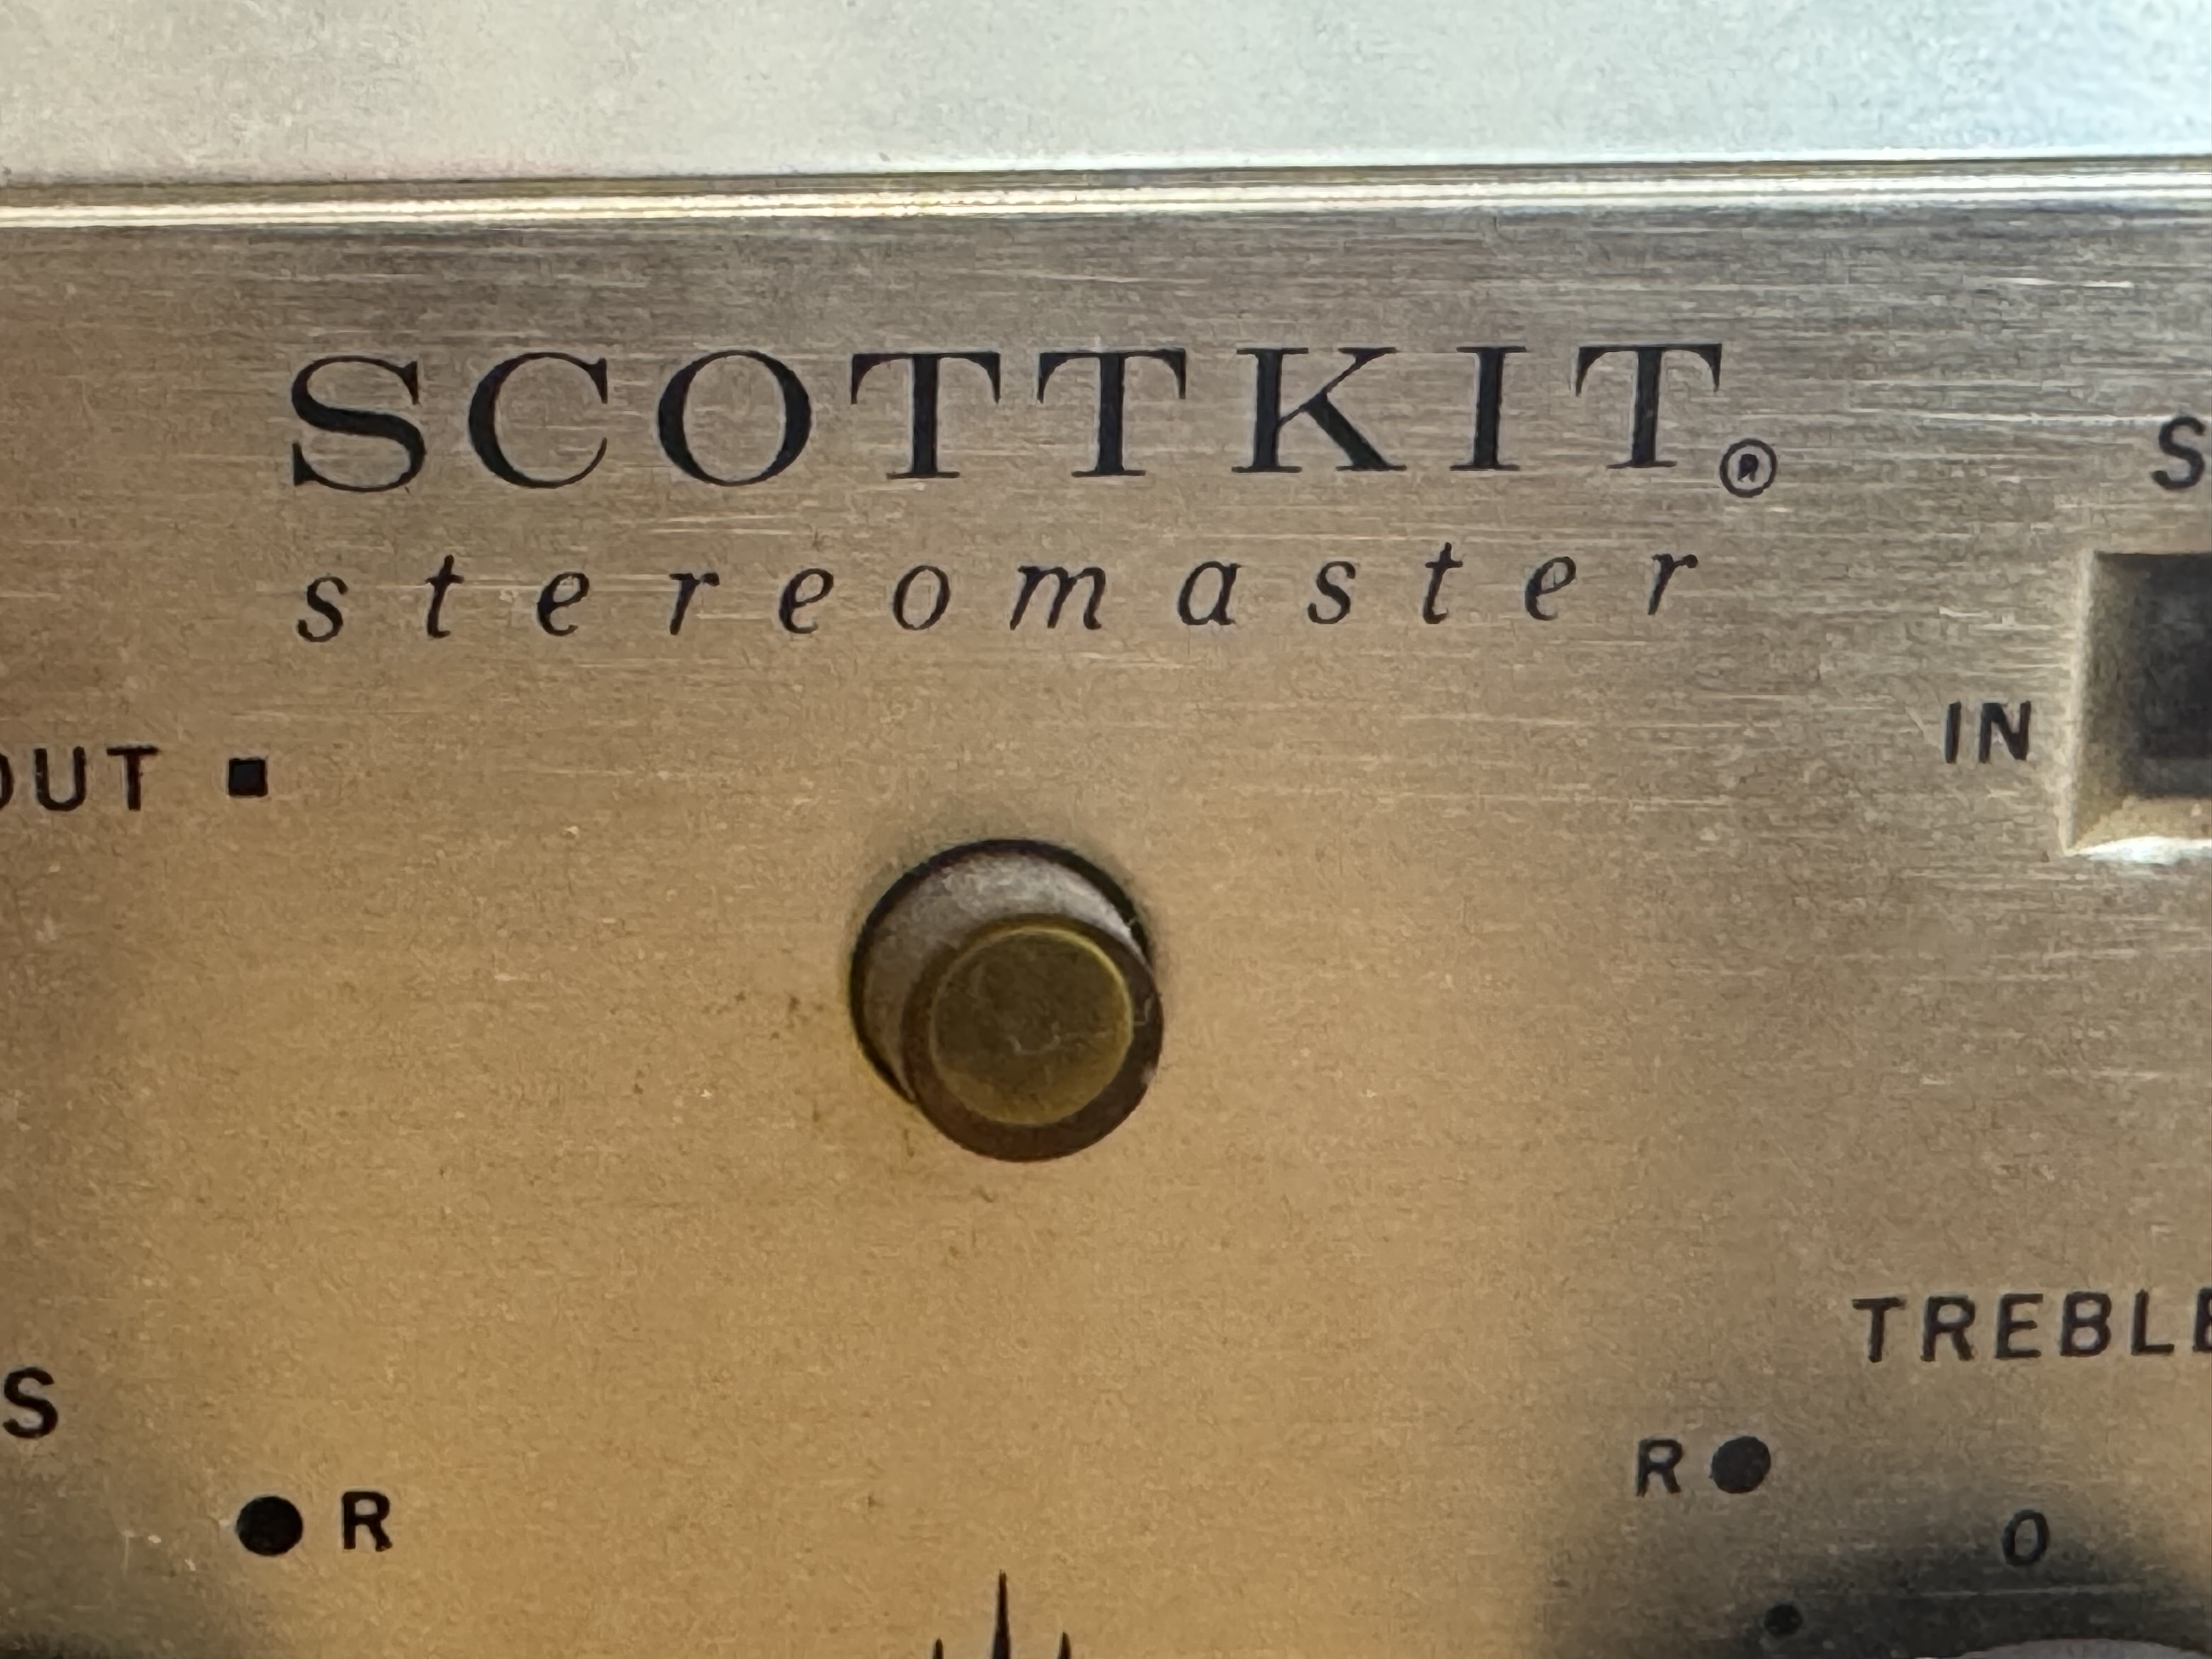 SCOTTKIT®
stereomaster
S
IN
OUT
TREBLE
S
R
R
0